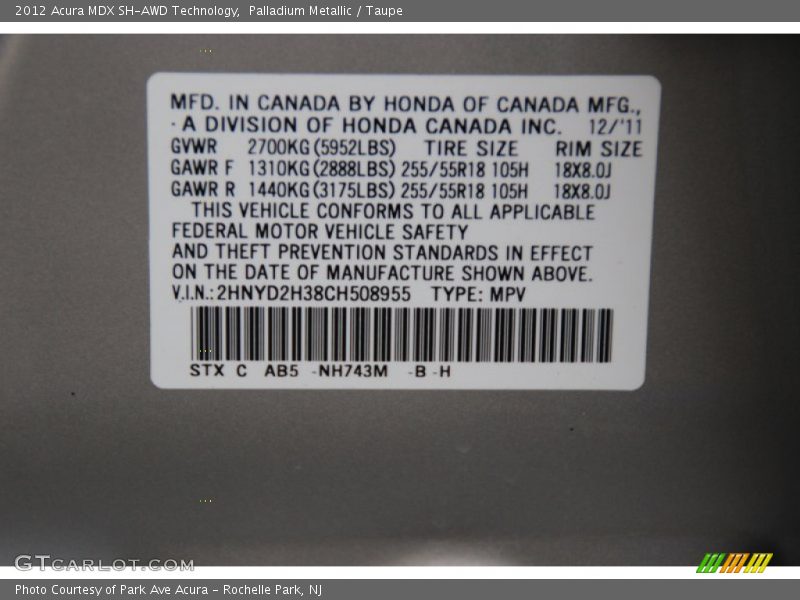 2012 Acura MDX SH-AWD Technology,  Palladium Metallic / Taupe
MFD. IN CANADA BY HONDA OF CANADA MFG.,
A DIVISION OF HONDA CANADA INC. 12/'11
GVWR 2700KG (5952LBS) TIRE SIZE RIM SIZE
GAWR F 1310KG (2888LBS) 255/55R18 105H 18X8.0J
GAWR R 1440KG (3175LBS) 255/55R18 105H 18X8.0J
THIS VEHICLE CONFORMS TO ALL APPLICABLE
FEDERAL MOTOR VEHICLE SAFETY
AND THEFT PREVENTION STANDARDS IN EFFECT
ON THE DATE OF MANUFACTURE SHOWN ABOVE.
V.I.N.: 2HNYD2H38CH508955 TYPE: MPV
STX C AB5 -NH743M -B -H
GTCARLOT.COM
Photo Courtesy of Park Ave Acura - Rochelle Park, NJ